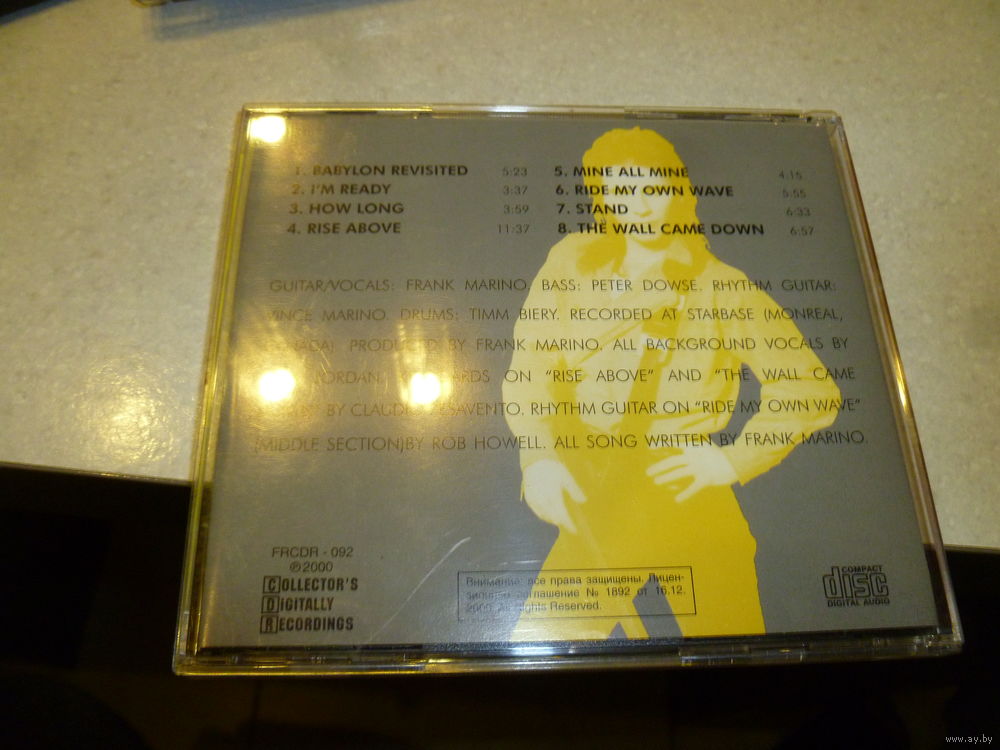 1. BABYLON REVISITED 5:23
2. I'M READY 3:37
3. HOW LONG 3:59
4. RISE ABOVE 11:37
5. MINE ALL MINE 4:15
6. RIDE MY OWN WAVE 5:55
7. STAND 6:33
8. THE WALL CAME DOWN 6:57
GUITAR/VOCALS: FRANK MARINO. BASS: PETER DOWSE. RHYTHM GUITAR:
VINCE MARINO. DRUMS: TIMM BIERY. RECORDED AT STARBASE (MONREAL,
PRODUCED BY FRANK MARINO. ALL BACKGROUND VOCALS BY
ON "RISE ABOVE" AND "THE WALL CAME
BY RHYTHM GUITAR ON "RIDE MY OWN WAVE"
(MIDDLE SECTION)BY ROB HOWELL. ALL SONG WRITTEN BY FRANK MARINO.
FRCDR - 092
℗2000
COLLECTOR'S
DIGITALLY
RECORDINGS
Внимание: все права защищены. Лицен-
зионное соглашение № 1892 от 16.12.
2000. All rights Reserved.
COMPACT
disc
DIGITAL AUDIO
www.ay.by